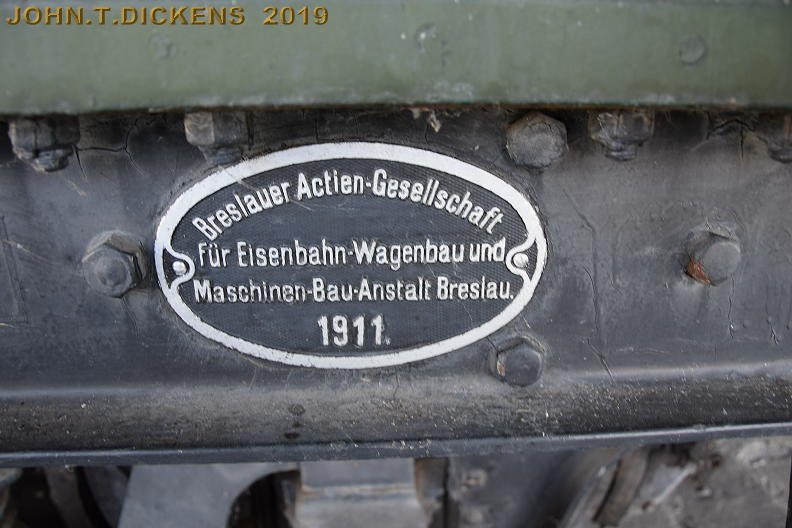 JOHN.T.DICKENS 2019
Breslauer Actien-Gesellschaft
Für Eisenbahn-Wagenbau und
Maschinen-Bau-Anstalt Breslau.
1911.